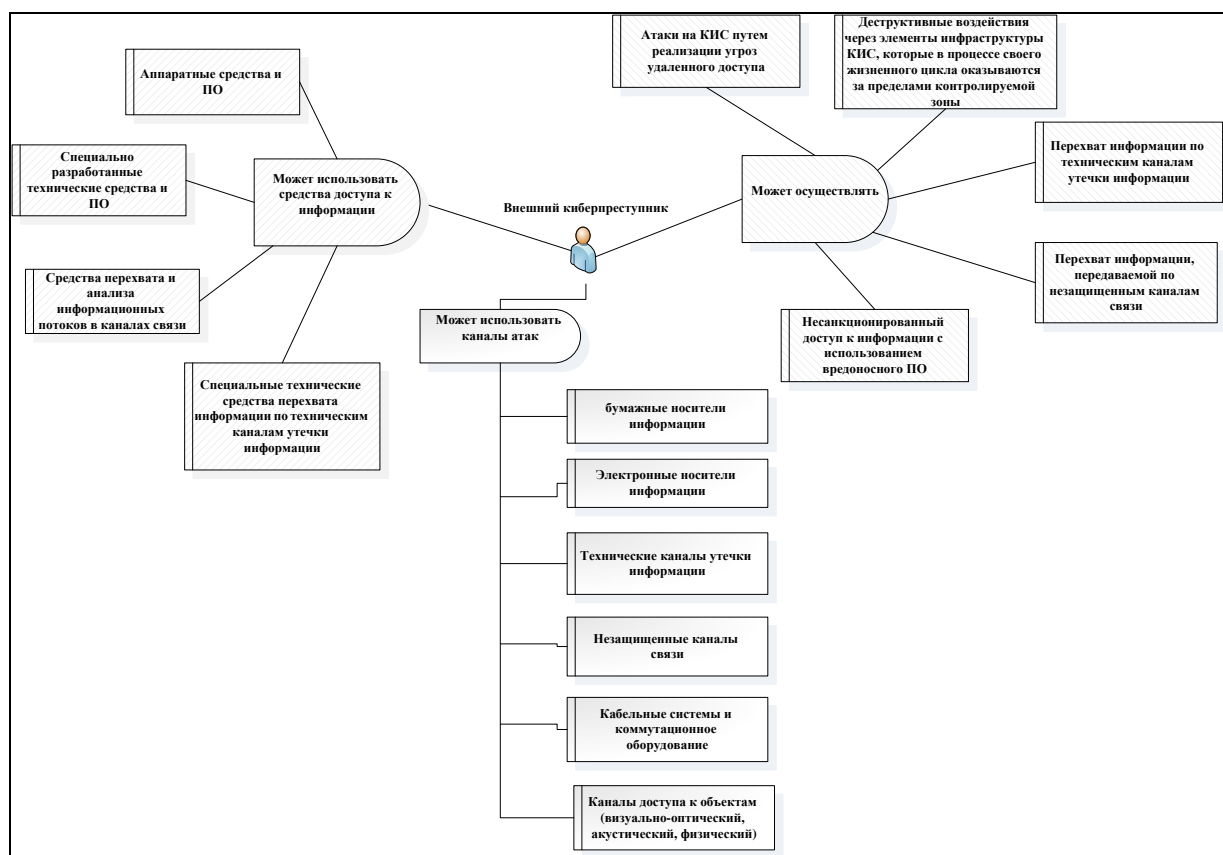 Аппаратные средства и
ПО
Специально
разработанные
технические средства и
ПО
Средства перехвата и
анализа
информационных
потоков в каналах связи
Специальные технические
средства перехвата
информации по техническим
каналам утечки
информации
Может использовать
средства доступа к
информации
Внешний киберпреступник
Атаки на КИС путем
реализации угроз
удаленного доступа
Деструктивные воздействия
через элементы инфраструктуры
КИС, которые в процессе своего
жизненного цикла оказываются
за пределами контролируемой
зоны
Может осуществлять
Перехват информации по
техническим каналам
утечки информации
Перехват информации,
передаваемой по
незащищенным каналам
связи
Несанкционированный
доступ к информации с
использованием
вредоносного ПО
Может использовать
каналы атак
бумажные носители
информации
Электронные носители
информации
Технические каналы утечки
информации
Незащищенные каналы
связи
Кабельные системы и
коммутационное
оборудование
Каналы доступа к объектам
(визуально-оптический,
акустический, физический)